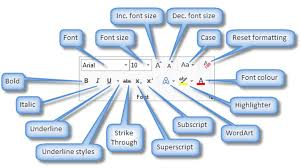 Inc. font size
Dec. font size
Font
Font size
Case
Reset formatting
Arial
10
A
A
Aa
Bold
B
I
U
abc
x₂
x²
A
ab
A
Font colour
Italic
Font
Highlighter
Underline
Strike
Through
Subscript
WordArt
Underline styles
Superscript